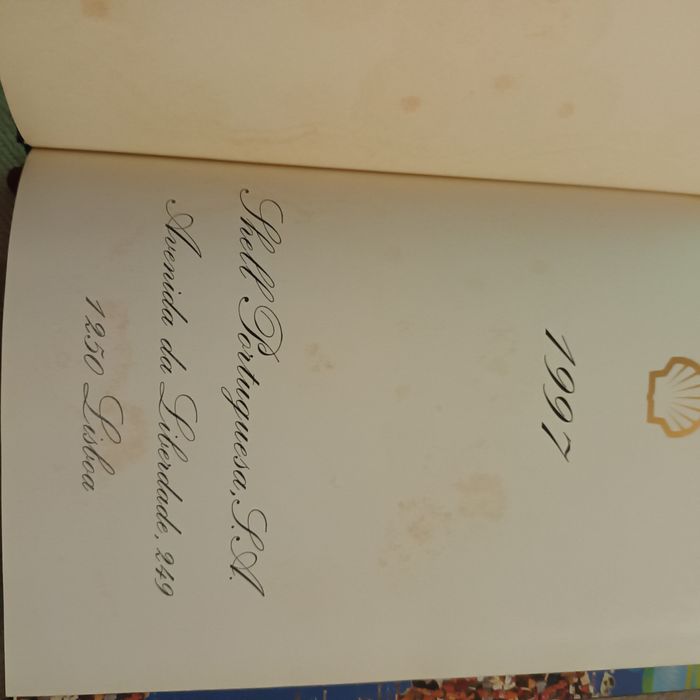 1997
Shell Portuguesa, S.A.
Avenida da Liberdade, 249
1250 Lisboa